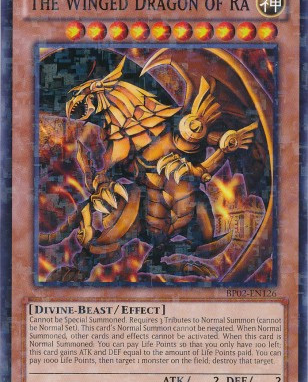 THE WINGED DRAGON OF RA 神
BP02-EN126
[DIVINE-BEAST/EFFECT]
Cannot be Special Summoned. Requires 3 Tributes to Normal Summon (cannot
be Normal Set). This card's Normal Summon cannot be negated. When Normal
Summoned, other cards and effects cannot be activated. When this card is
Normal Summoned: You can pay Life Points so that you only have 100 left;
this card gains ATK and DEF equal to the amount of Life Points paid. You can
pay 1000 Life Points, then target 1 monster on the field; destroy that target.
ATK/ ? DEF/ ?